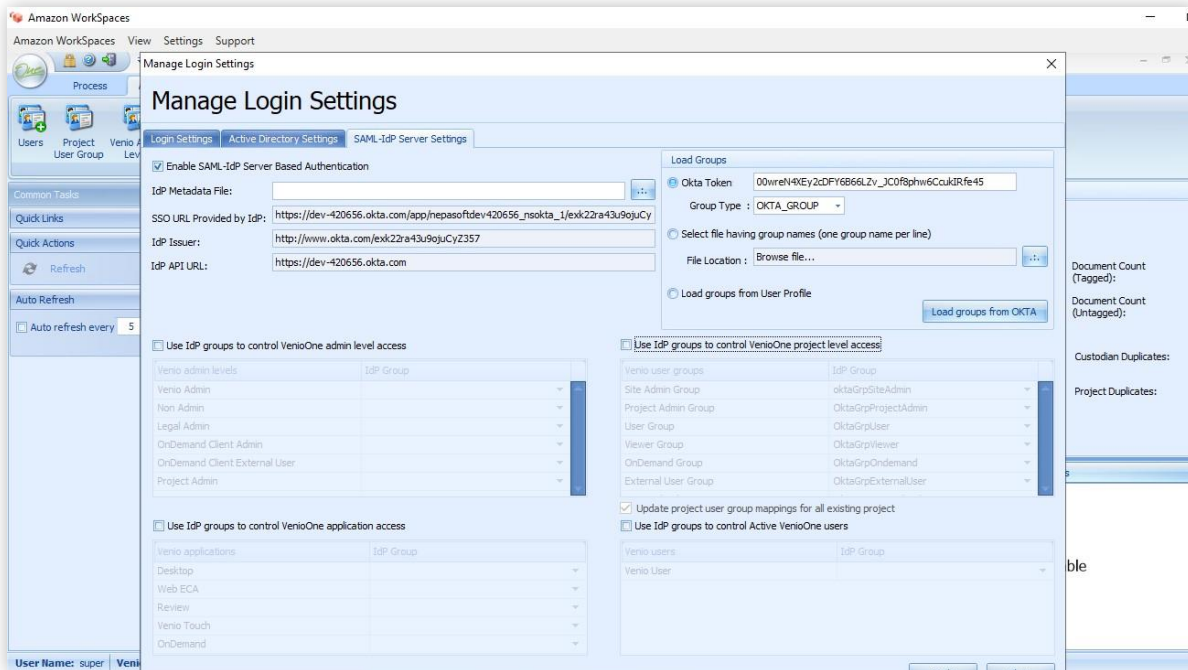 Amazon WorkSpaces
Amazon WorkSpaces View Settings Support
Process
Users
Project
User Group
Common Tasks
Quick Links
Quick Actions
Refresh
Auto Refresh
Auto refresh every 5
Manage Login Settings
Manage Login Settings
Login Settings Active Directory Settings SAML-IdP Server Settings
Enable SAML-IdP Server Based Authentication
IdP Metadata File:
SSO URL Provided by IdP: https://dev-420656.okta.com/app/nepasoftdev420656_nsokta_1/exk22ra43u9ojuCy
IdP Issuer: http://www.okta.com/exk22ra43u9ojuCyZ357
IdP API URL: https://dev-420656.okta.com
Load Groups
Okta Token 00wreN4XEy2cDFY6B66LZv_JC0f8phw6CcukIRfe45
Group Type : OKTA_GROUP
Select file having group names (one group name per line)
File Location : Browse file...
Load groups from User Profile
Load groups from OKTA
Use IdP groups to control VenioOne admin level access
Venio admin levels IdP Group
Venio Admin
Non Admin
Legal Admin
OnDemand Client Admin
OnDemand Client External User
Project Admin
Use IdP groups to control VenioOne project level access
Venio user groups IdP Group
Site Admin Group oktaGrpSiteAdmin
Project Admin Group OktaGrpProjectAdmin
User Group OktaGrpUser
Viewer Group OktaGrpViewer
OnDemand Group OktaGrpOndemand
External User Group OktaGrpExternalUser
Update project user group mappings for all existing project
Use IdP groups to control VenioOne application access
Venio applications IdP Group
Desktop
Web ECA
Review
Venio Touch
OnDemand
Use IdP groups to control Active VenioOne users
Venio users IdP Group
Venio User
Document Count
(Tagged):
Document Count
(Untagged):
Custodian Duplicates:
Project Duplicates:
ble
User Name: super